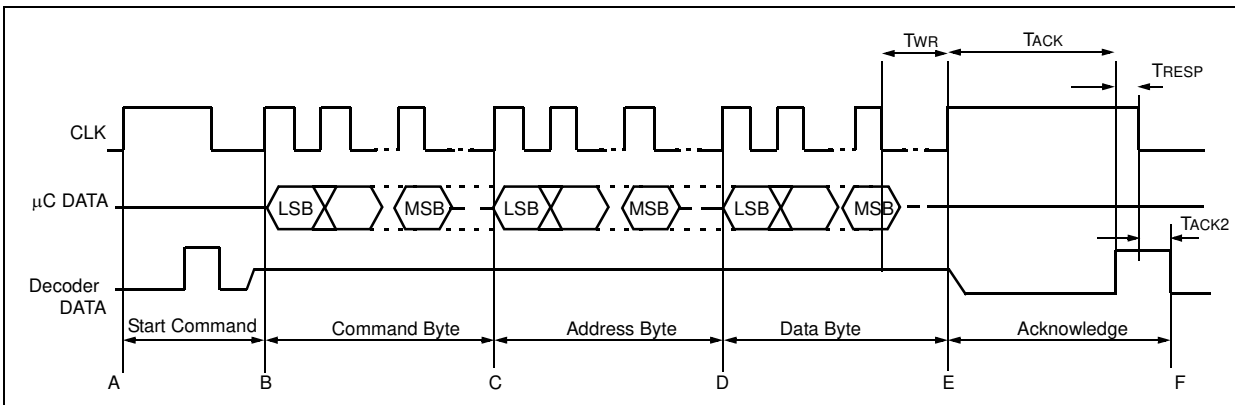 TWR
TACK
TRESP
CLK
μC DATA
LSB MSB LSB MSB LSB MSB
TACK2
Decoder
DATA
Start Command Command Byte Address Byte Data Byte Acknowledge
A B C D E F